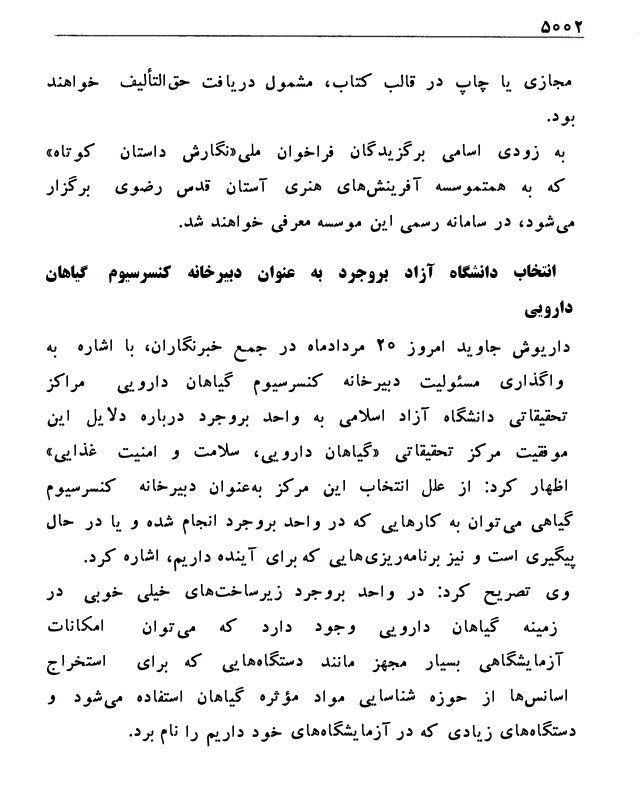 ۵۰۰۲
مجازی یا چاپ در قالب کتاب، مشمول دریافت حق‌التألیف خواهند
بود.
به زودی اسامی برگزیدگان فراخوان ملی«نگارش داستان کوتاه»
که به همتموسسه آفرینش‌های هنری آستان قدس رضوی برگزار
می‌شود، در سامانه رسمی این موسسه معرفی خواهند شد.
انتخاب دانشگاه آزاد بروجرد به عنوان دبیرخانه کنسرسیوم گیاهان
دارویی
داریوش جاوید امروز ۲۰ مردادماه در جمع خبرنگاران، با اشاره به
واگذاری مسئولیت دبیرخانه کنسرسیوم گیاهان دارویی مراکز
تحقیقاتی دانشگاه آزاد اسلامی به واحد بروجرد درباره دلایل این
موفقیت مرکز تحقیقاتی «گیاهان دارویی، سلامت و امنیت غذایی»
اظهار کرد: از علل انتخاب این مرکز به‌عنوان دبیرخانه کنسرسیوم
گیاهی می‌توان به کارهایی که در واحد بروجرد انجام شده و یا در حال
پیگیری است و نیز برنامه‌ریزی‌هایی که برای آینده داریم، اشاره کرد.
وی تصریح کرد: در واحد بروجرد زیرساخت‌های خیلی خوبی در
زمینه گیاهان دارویی وجود دارد که می‌توان امکانات
آزمایشگاهی بسیار مجهز مانند دستگاه‌هایی که برای استخراج
اسانس‌ها از حوزه شناسایی مواد مؤثره گیاهان استفاده می‌شود و
دستگاه‌های زیادی که در آزمایشگاه‌های خود داریم را نام برد.